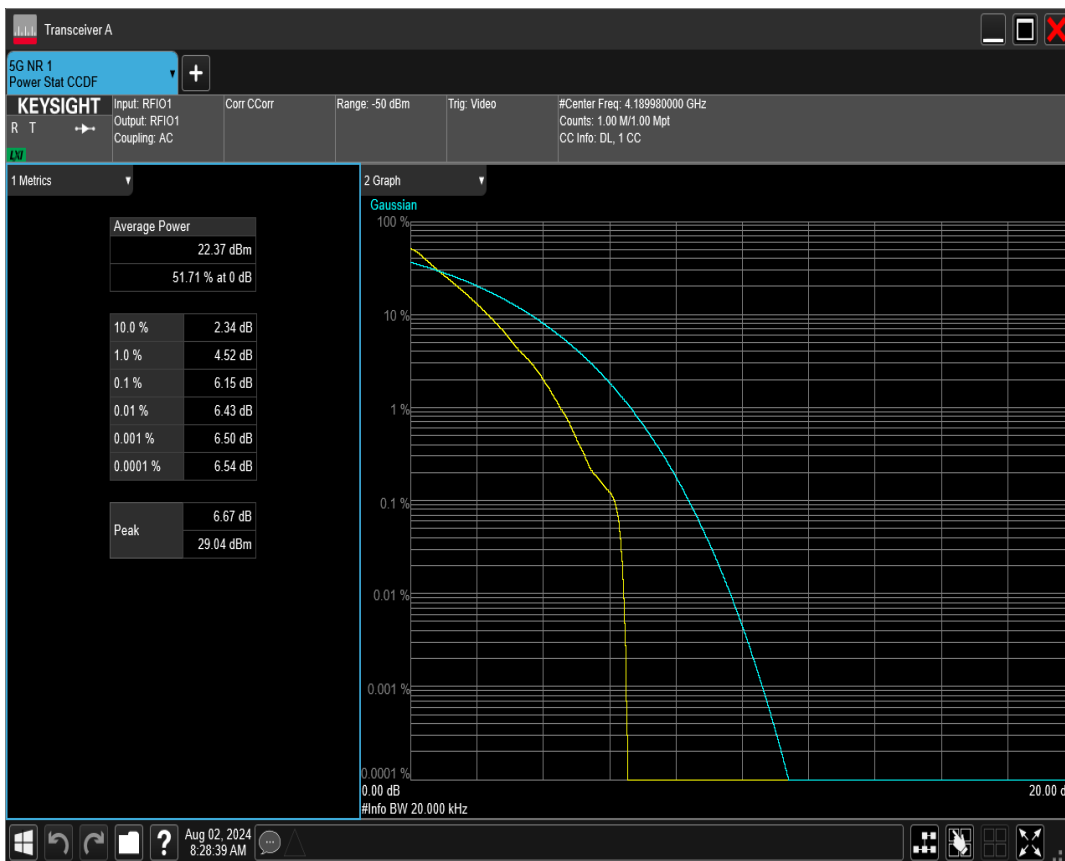 Transceiver A
5G NR 1
Power Stat CCDF
KEYSIGHT
R T
LXI
Input: RFIO1
Output: RFIO1
Coupling: AC
Corr CCorr
Range: -50 dBm
Trig: Video
#Center Freq: 4.189980000 GHz
Counts: 1.00 M/1.00 Mpt
CC Info: DL, 1 CC
1 Metrics
Average Power
22.37 dBm
51.71 % at 0 dB
10.0 % 2.34 dB
1.0 % 4.52 dB
0.1 % 6.15 dB
0.01 % 6.43 dB
0.001 % 6.50 dB
0.0001 % 6.54 dB
Peak 6.67 dB
29.04 dBm
2 Graph
Gaussian
100 %
10 %
1 %
0.1 %
0.01 %
0.001 %
0.0001 %
0.00 dB 20.00 d
#Info BW 20.000 kHz
?
Aug 02, 2024
8:28:39 AM